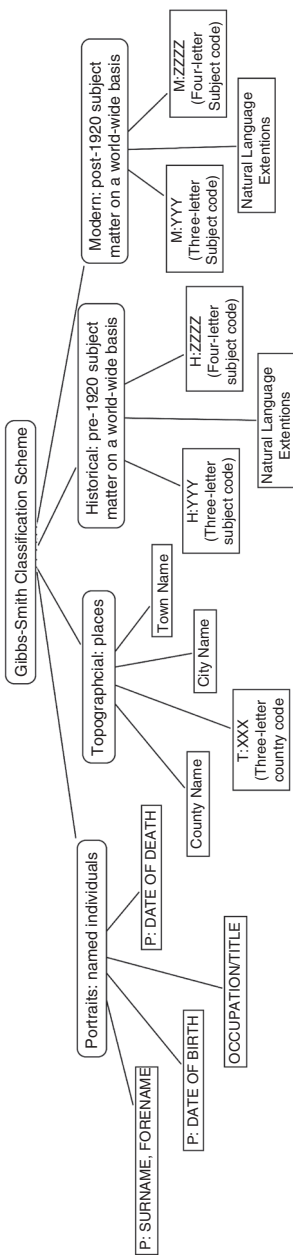 Gibbs-Smith Classification Scheme
Portraits: named individuals
P: SURNAME, FORENAME
P: DATE OF BIRTH
OCCUPATION/TITLE
P: DATE OF DEATH
Topographcial: places
County Name
T:XXX
(Three-letter
country code
City Name
Town Name
Historical: pre-1920 subject
matter on a world-wide basis
H:YYY
(Three-letter
subject code)
Natural Language
Extentions
H:ZZZZ
(Four-letter
subject code)
Modern: post-1920 subject
matter on a world-wide basis
M:YYY
(Three-letter
Subject code)
Natural Language
Extentions
M:ZZZZ
(Four-letter
Subject code)